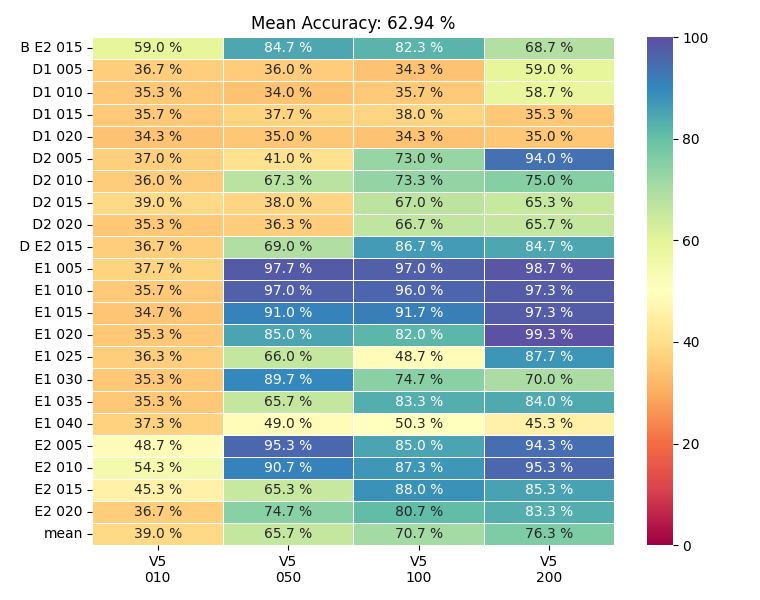 Mean Accuracy: 62.94 %
B E2 015 59.0 % 84.7 % 82.3 % 68.7 %
D1 005 36.7 % 36.0 % 34.3 % 59.0 %
D1 010 35.3 % 34.0 % 35.7 % 58.7 %
D1 015 35.7 % 37.7 % 38.0 % 35.3 %
D1 020 34.3 % 35.0 % 34.3 % 35.0 %
D2 005 37.0 % 41.0 % 73.0 % 94.0 %
D2 010 36.0 % 67.3 % 73.3 % 75.0 %
D2 015 39.0 % 38.0 % 67.0 % 65.3 %
D2 020 35.3 % 36.3 % 66.7 % 65.7 %
D E2 015 36.7 % 69.0 % 86.7 % 84.7 %
E1 005 37.7 % 97.7 % 97.0 % 98.7 %
E1 010 35.7 % 97.0 % 96.0 % 97.3 %
E1 015 34.7 % 91.0 % 91.7 % 97.3 %
E1 020 35.3 % 85.0 % 82.0 % 99.3 %
E1 025 36.3 % 66.0 % 48.7 % 87.7 %
E1 030 35.3 % 89.7 % 74.7 % 70.0 %
E1 035 35.3 % 65.7 % 83.3 % 84.0 %
E1 040 37.3 % 49.0 % 50.3 % 45.3 %
E2 005 48.7 % 95.3 % 85.0 % 94.3 %
E2 010 54.3 % 90.7 % 87.3 % 95.3 %
E2 015 45.3 % 65.3 % 88.0 % 85.3 %
E2 020 36.7 % 74.7 % 80.7 % 83.3 %
mean 39.0 % 65.7 % 70.7 % 76.3 %
V5 V5 V5 V5
010 050 100 200
100
80
60
40
20
0